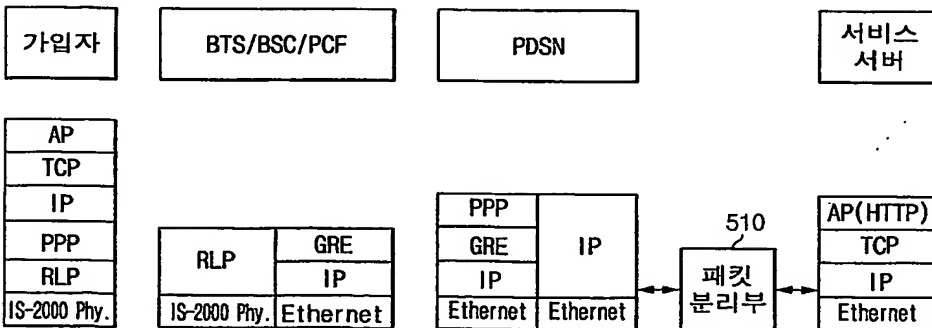 가입자
BTS/BSC/PCF
PDSN
서비스
서버
AP
TCP
IP
PPP
RLP
IS-2000 Phy.
RLP
GRE
IP
IS-2000 Phy.
Ethernet
PPP
GRE
IP
Ethernet
IP
Ethernet
510
패킷
분리부
AP(HTTP)
TCP
IP
Ethernet